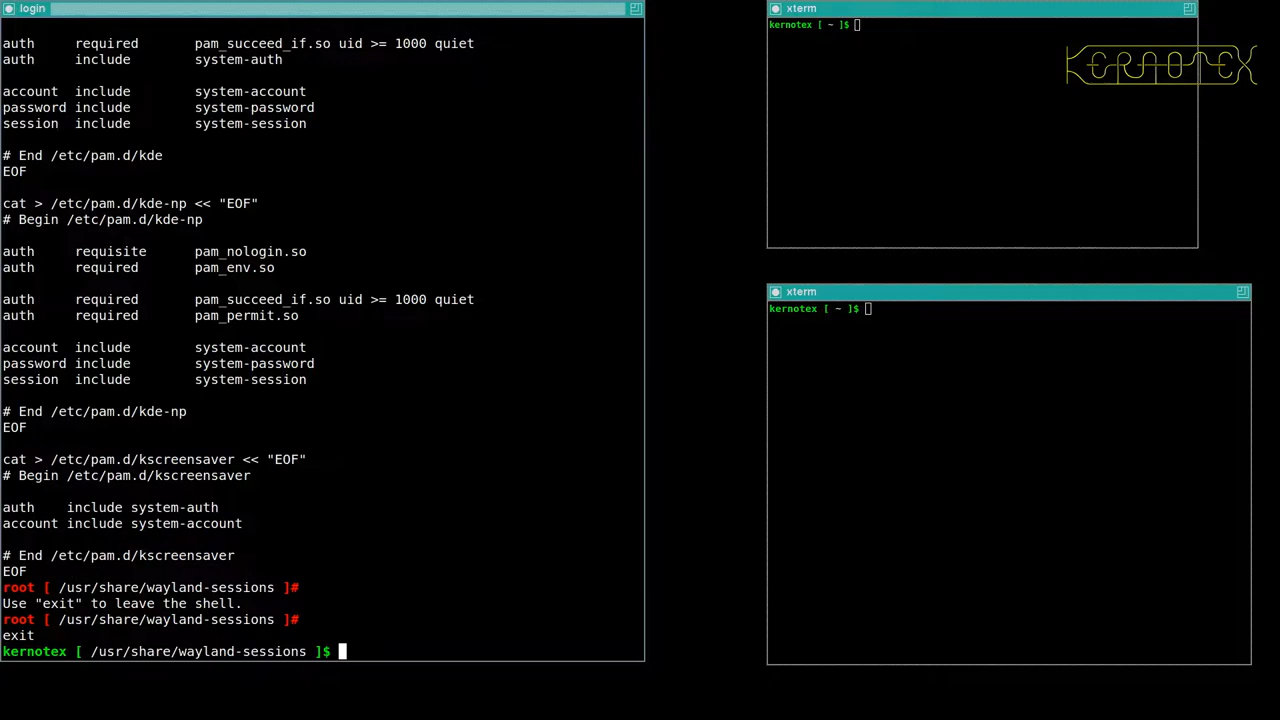 login
auth     required       pam_succeed_if.so uid >= 1000 quiet
auth     include        system-auth
account  include        system-account
password include        system-password
session  include        system-session
# End /etc/pam.d/kde
EOF
cat > /etc/pam.d/kde-np << "EOF"
# Begin /etc/pam.d/kde-np
auth     requisite      pam_nologin.so
auth     required       pam_env.so
auth     required       pam_succeed_if.so uid >= 1000 quiet
auth     required       pam_permit.so
account  include        system-account
password include        system-password
session  include        system-session
# End /etc/pam.d/kde-np
EOF
cat > /etc/pam.d/kscreensaver << "EOF"
# Begin /etc/pam.d/kscreensaver
auth    include system-auth
account include system-account
# End /etc/pam.d/kscreensaver
EOF
root [ /usr/share/wayland-sessions ]#
Use "exit" to leave the shell.
root [ /usr/share/wayland-sessions ]#
exit
kernotex [ /usr/share/wayland-sessions ]$
xterm
kernotex [ ~ ]$
KERNOTEX
xterm
kernotex [ ~ ]$